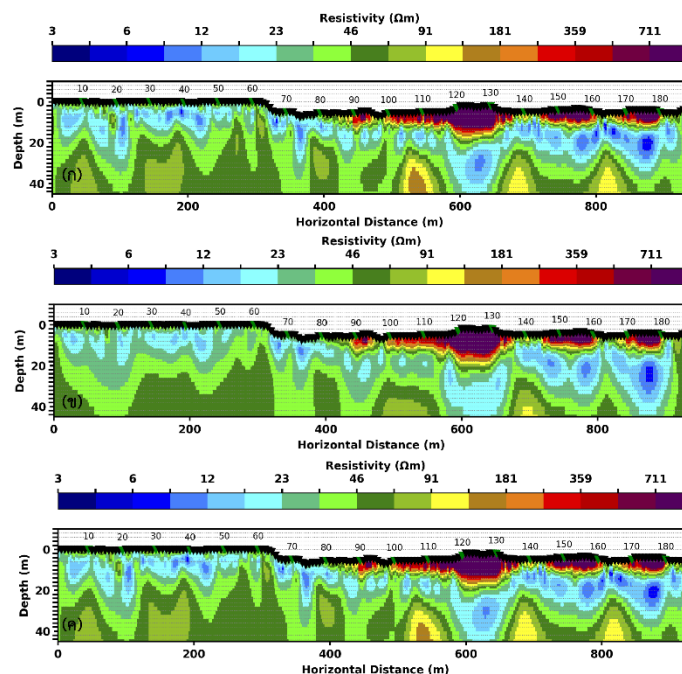 Resistivity (Ωm)
3 6 12 23 46 91 181 359 711
10 20 30 40 50 60 70 80 90 100 110 120 130 140 150 160 170 180
0
20
40
Depth (m)
(ก)
0 200 400 600 800
Horizontal Distance (m)
Resistivity (Ωm)
3 6 12 23 46 91 181 359 711
10 20 30 40 50 60 70 80 90 100 110 120 130 140 150 160 170 180
0
20
40
Depth (m)
(ข)
0 200 400 600 800
Horizontal Distance (m)
Resistivity (Ωm)
3 6 12 23 46 91 181 359 711
10 20 30 40 50 60 70 80 90 100 110 120 130 140 150 160 170 180
0
20
40
Depth (m)
(ค)
0 200 400 600 800
Horizontal Distance (m)